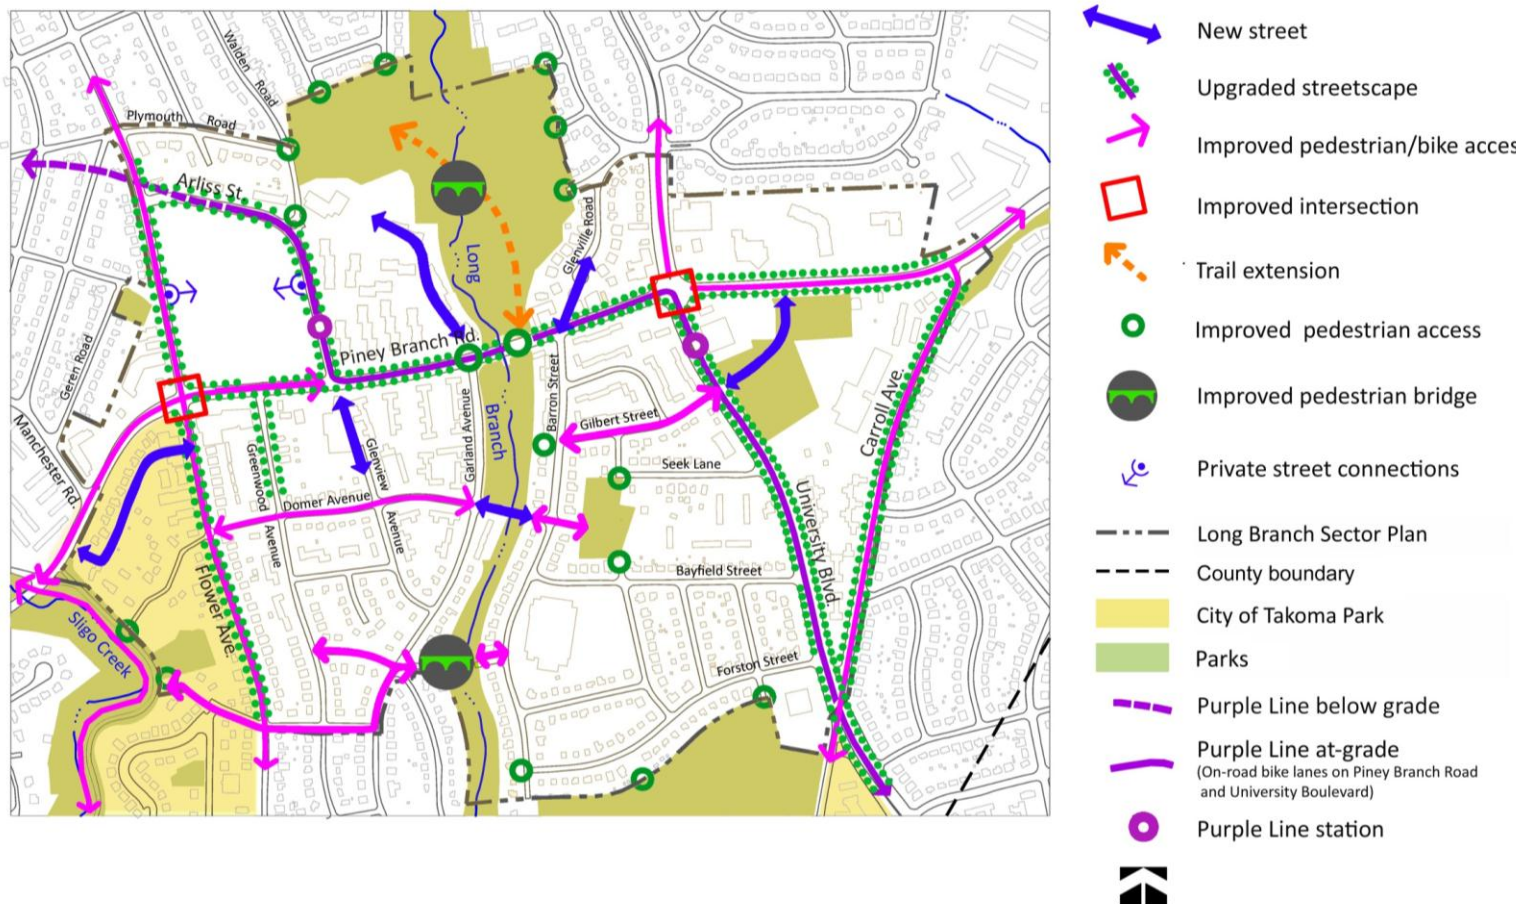 Walden
Road
Plymouth Road
Arliss St.
Long
Glenville Road
Geren Road
Piney Branch Rd.
Manchester Rd.
Garland Avenue
Branch
Barron Street
Gilbert Street
Carroll Ave.
Greenwood
Avenue
Glenview
Avenue
Seek Lane
Domer Avenue
University Blvd.
Bayfield Street
Flower Ave.
Sligo Creek
Forston Street
New street
Upgraded streetscape
Improved pedestrian/bike acces
Improved intersection
Trail extension
Improved pedestrian access
Improved pedestrian bridge
Private street connections
Long Branch Sector Plan
County boundary
City of Takoma Park
Parks
Purple Line below grade
Purple Line at-grade
(On-road bike lanes on Piney Branch Road
and University Boulevard)
Purple Line station